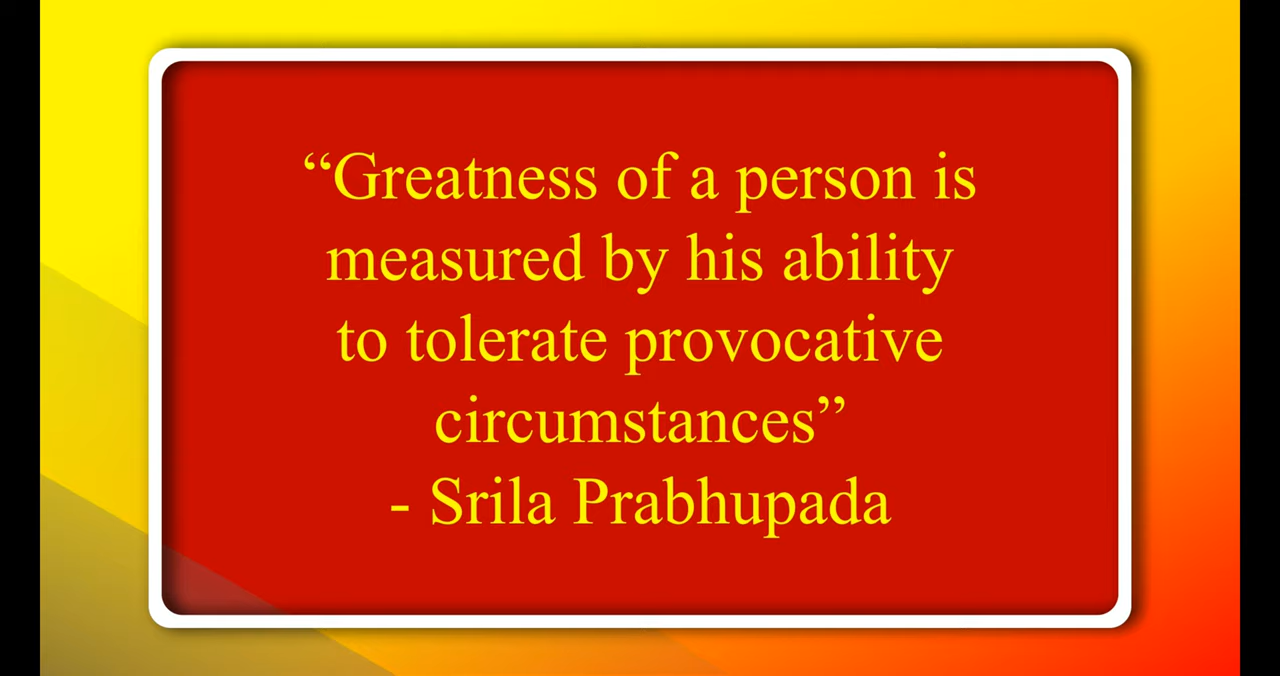 “Greatness of a person is
measured by his ability
to tolerate provocative
circumstances”
- Srila Prabhupada